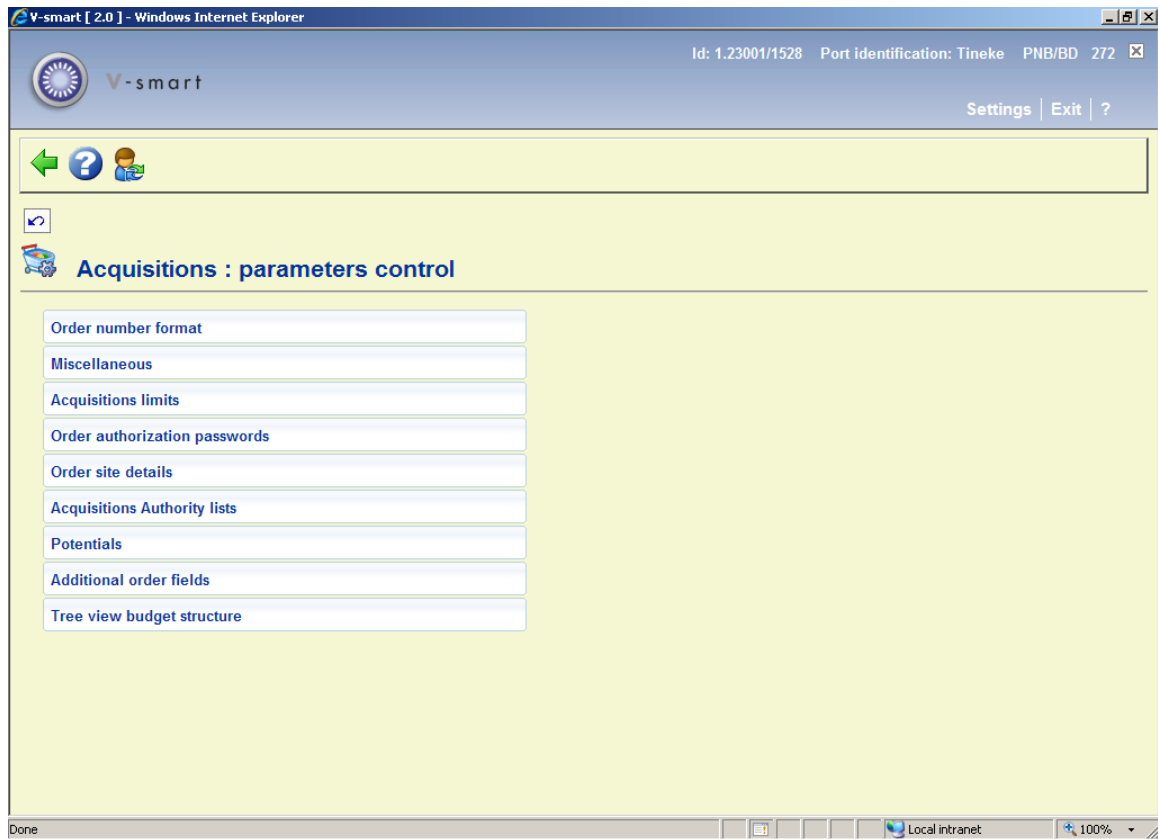 V-smart [ 2.0 ] - Windows Internet Explorer
Id: 1.23001/1528 Port identification: Tineke PNB/BD 272
V-smart
Settings | Exit | ?
Acquisitions : parameters control
Order number format
Miscellaneous
Acquisitions limits
Order authorization passwords
Order site details
Acquisitions Authority lists
Potentials
Additional order fields
Tree view budget structure
Done Local intranet 100%